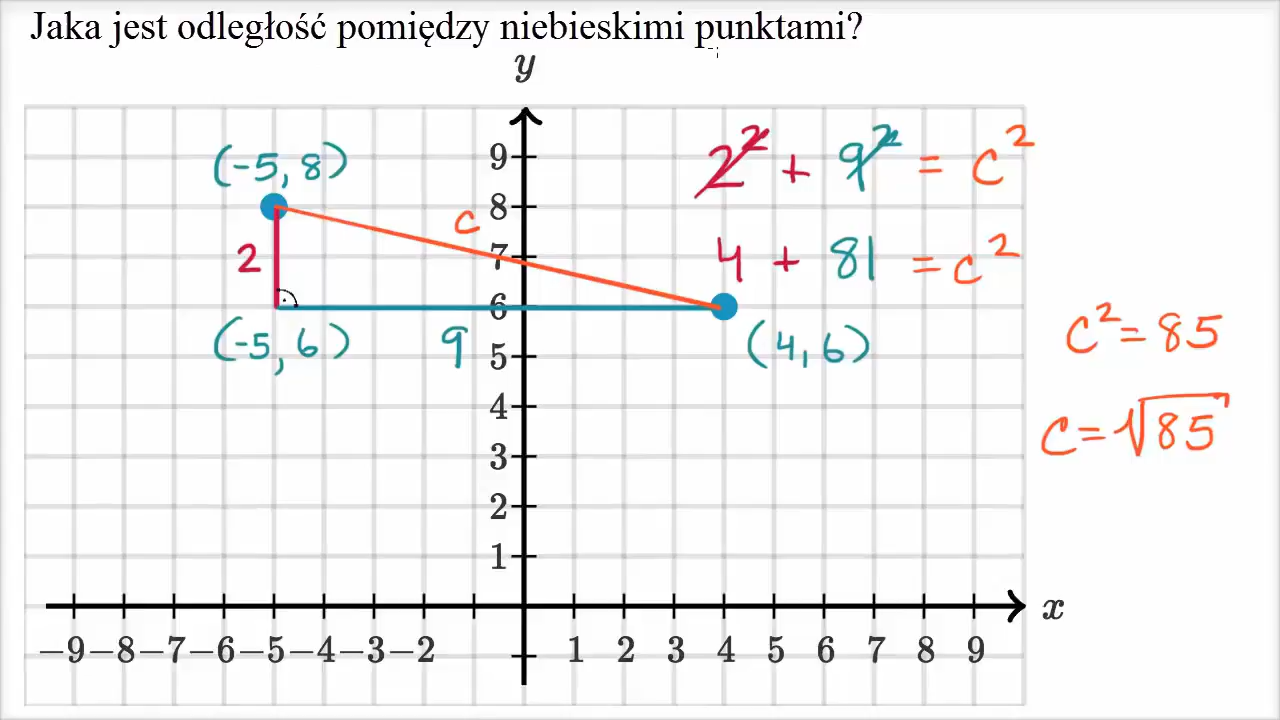 Jaka jest odległość pomiędzy niebieskimi punktami?
y
(-5, 8)
2² + 9² = c²
9
8
c
7
2
4 + 81 = c²
6
(-5, 6)
9
(4, 6)
5
c² = 85
4
c = √85
3
2
1
x
−9 −8 −7 −6 −5 −4 −3 −2 1 2 3 4 5 6 7 8 9